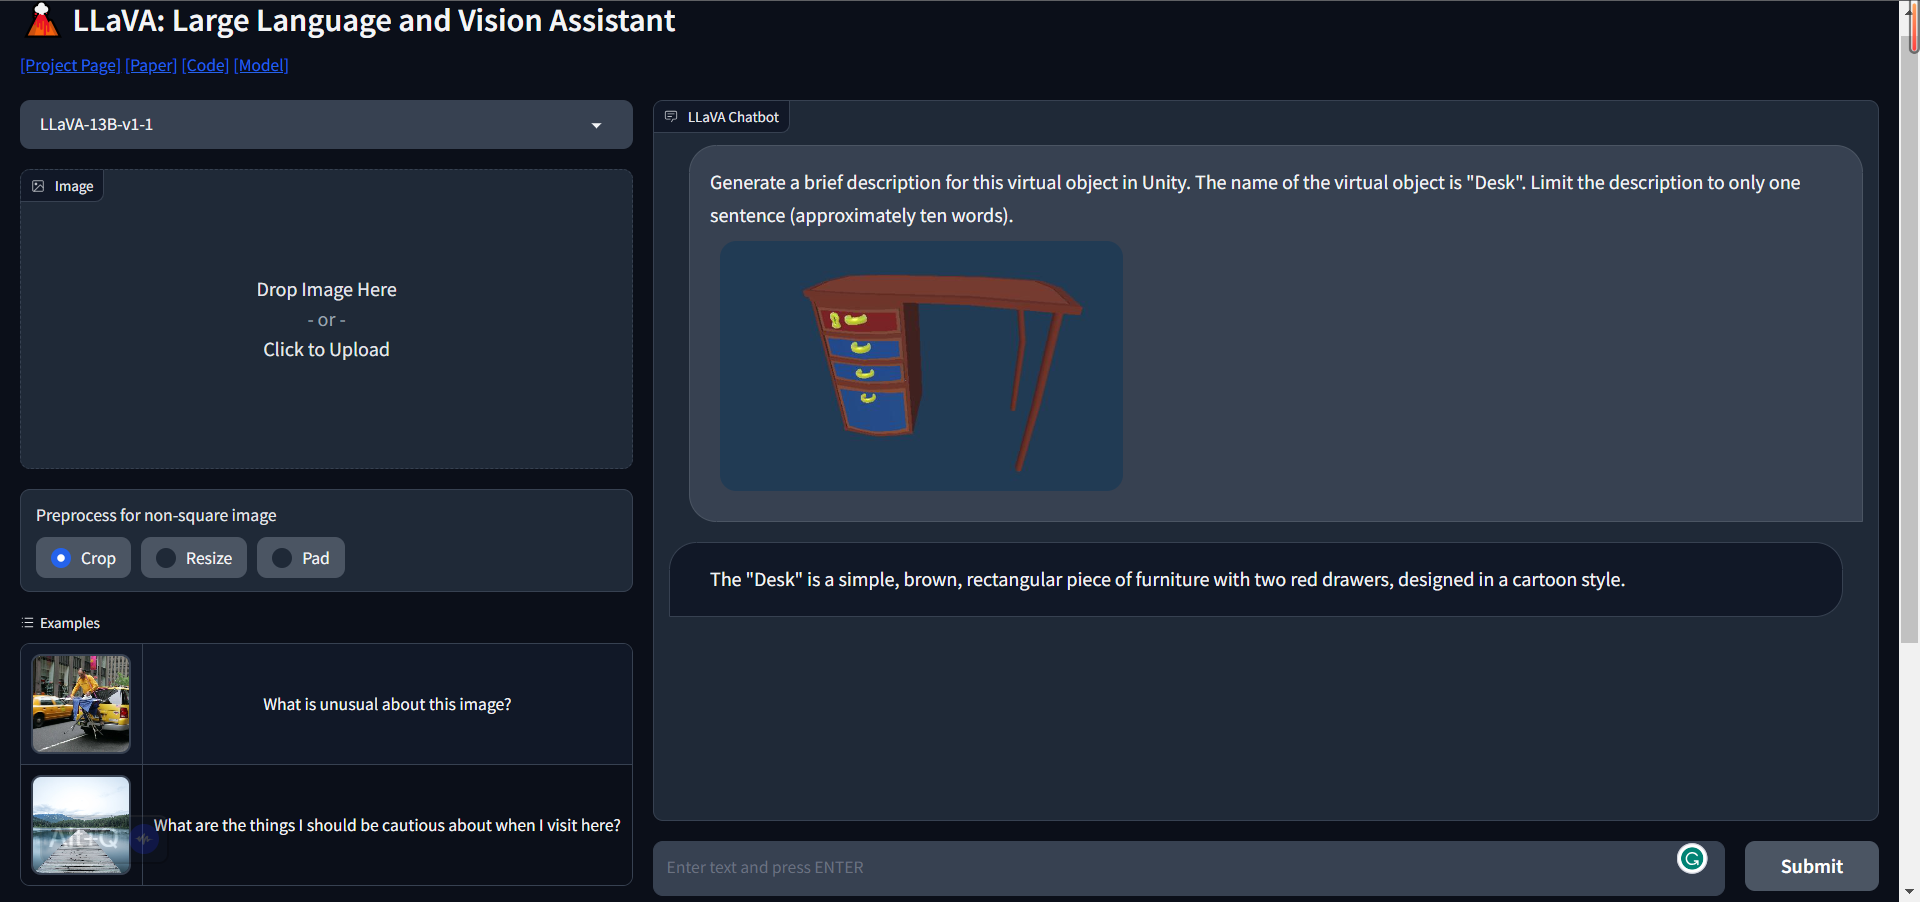 LLaVA: Large Language and Vision Assistant
[Project Page] [Paper] [Code] [Model]
LLaVA-13B-v1-1
Image
Drop Image Here
- or -
Click to Upload
Preprocess for non-square image
Crop
Resize
Pad
Examples
What is unusual about this image?
What are the things I should be cautious about when I visit here?
Alt+Q
LLaVA Chatbot
Generate a brief description for this virtual object in Unity. The name of the virtual object is "Desk". Limit the description to only one
sentence (approximately ten words).
The "Desk" is a simple, brown, rectangular piece of furniture with two red drawers, designed in a cartoon style.
Enter text and press ENTER
Submit